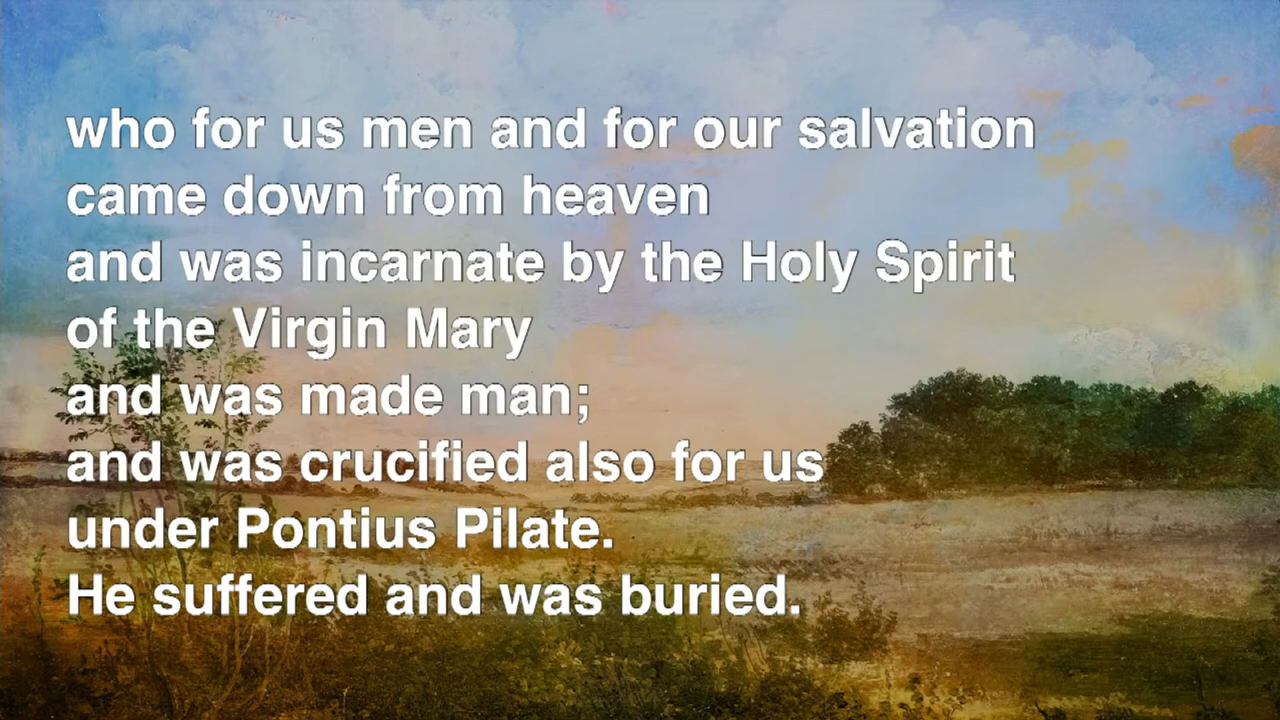 who for us men and for our salvation
came down from heaven
and was incarnate by the Holy Spirit
of the Virgin Mary
and was made man;
and was crucified also for us
under Pontius Pilate.
He suffered and was buried.